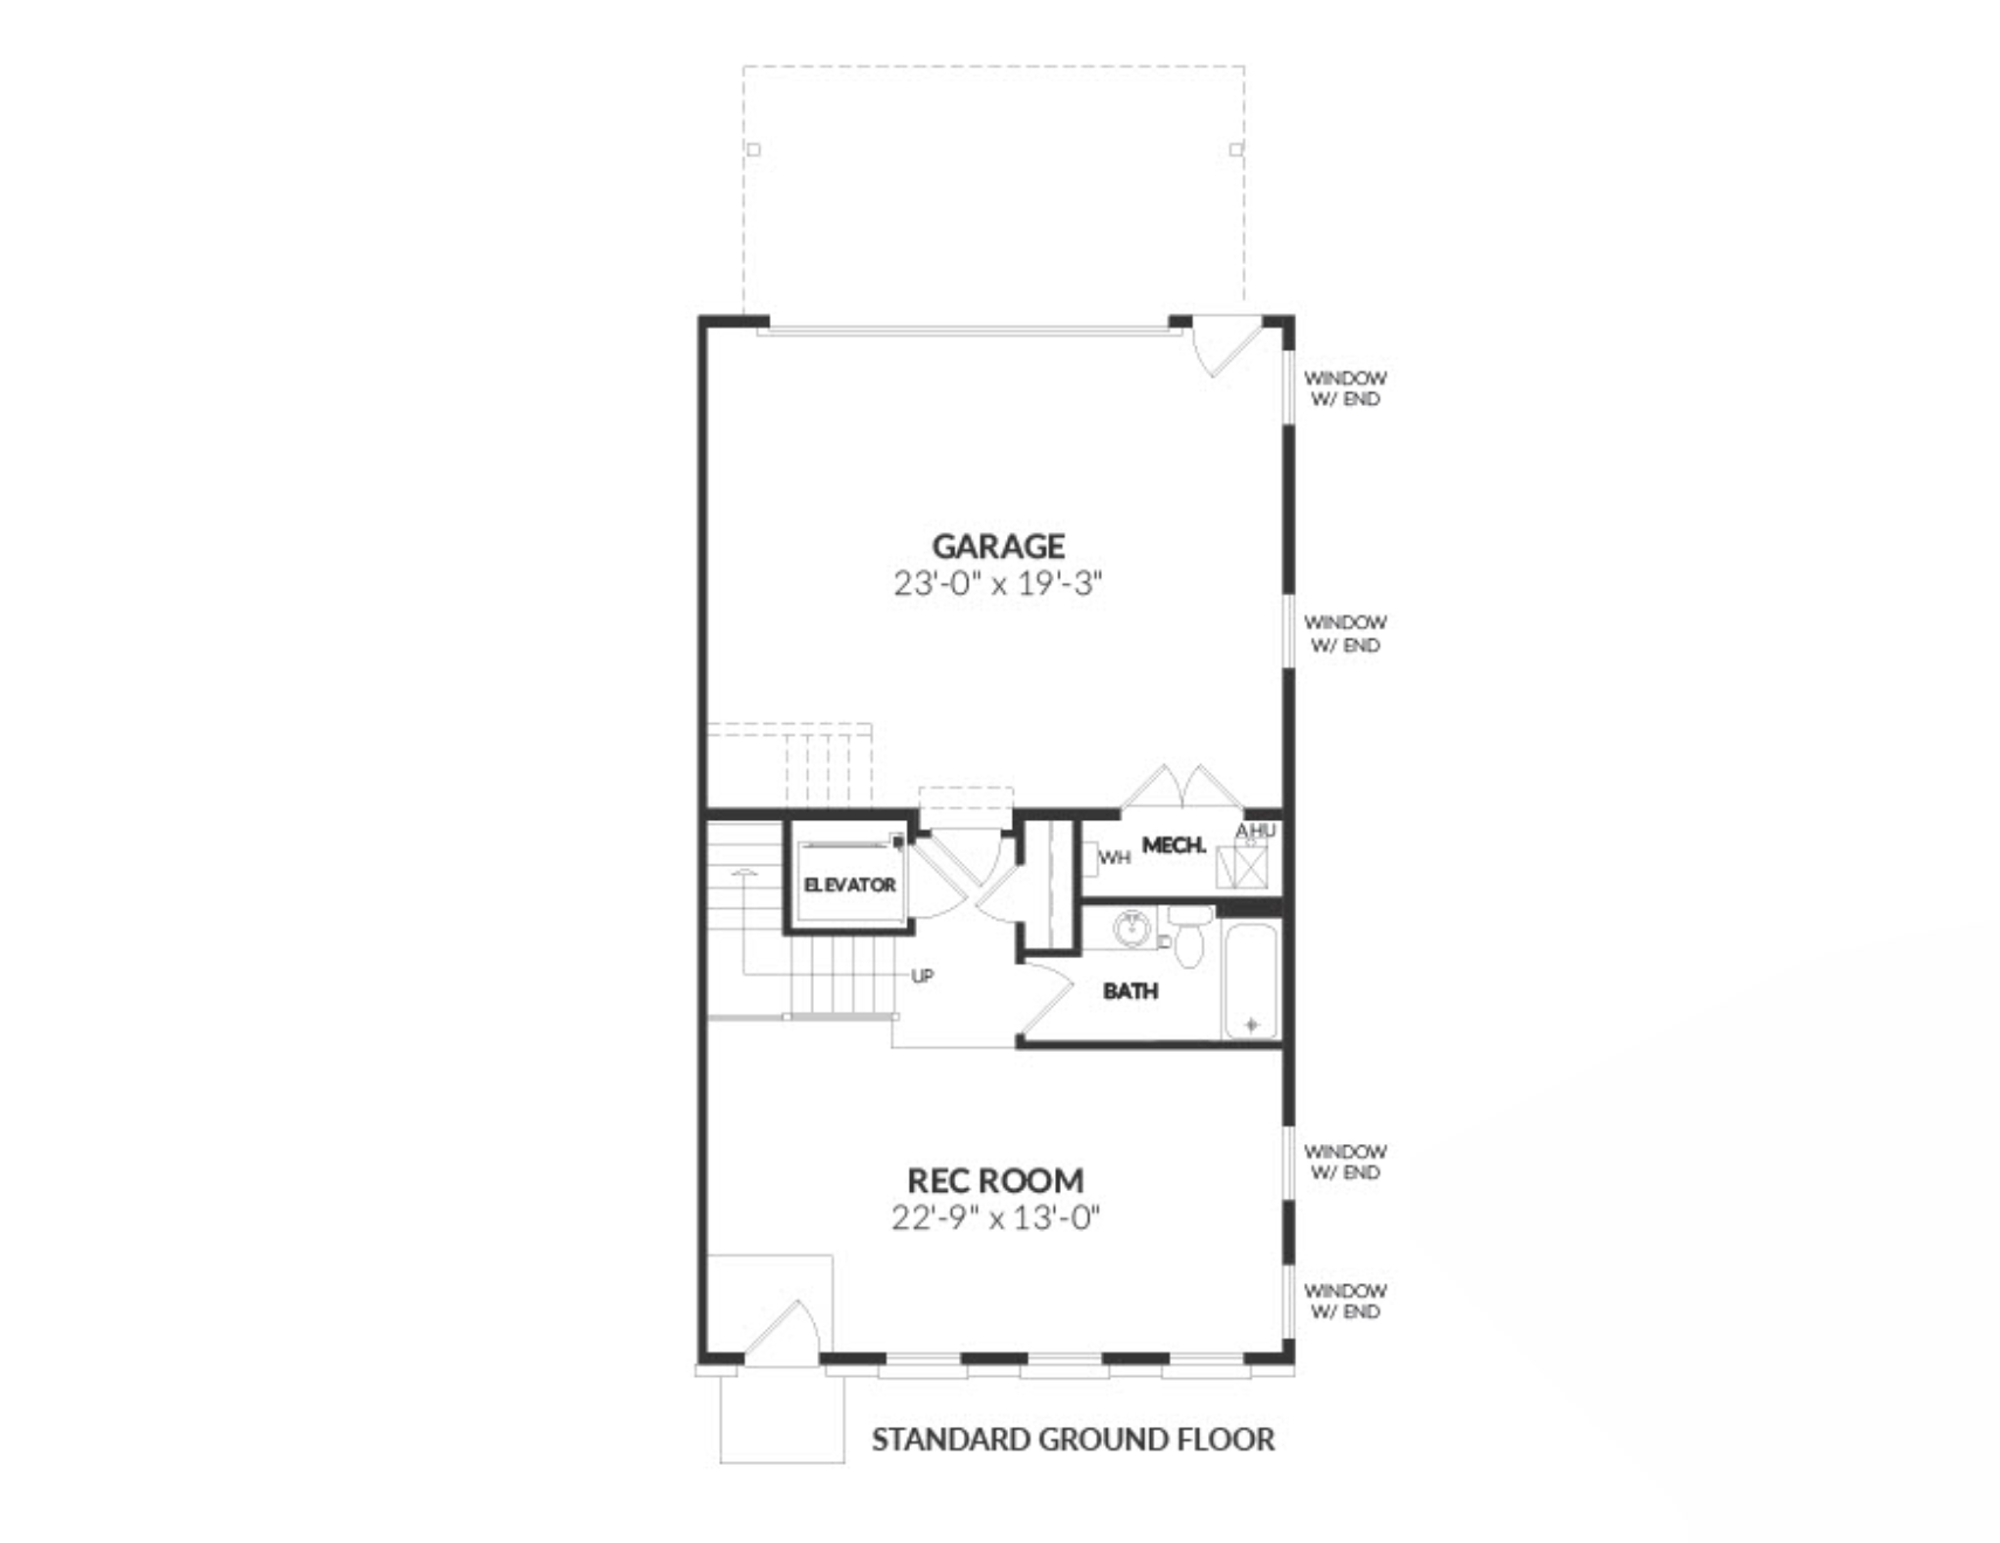 WINDOW
W/ END
GARAGE
23'-0" x 19'-3"
WINDOW
W/ END
AHU
MECH.
WH
ELEVATOR
UP
BATH
WINDOW
W/ END
REC ROOM
22'-9" x 13'-0"
WINDOW
W/ END
STANDARD GROUND FLOOR